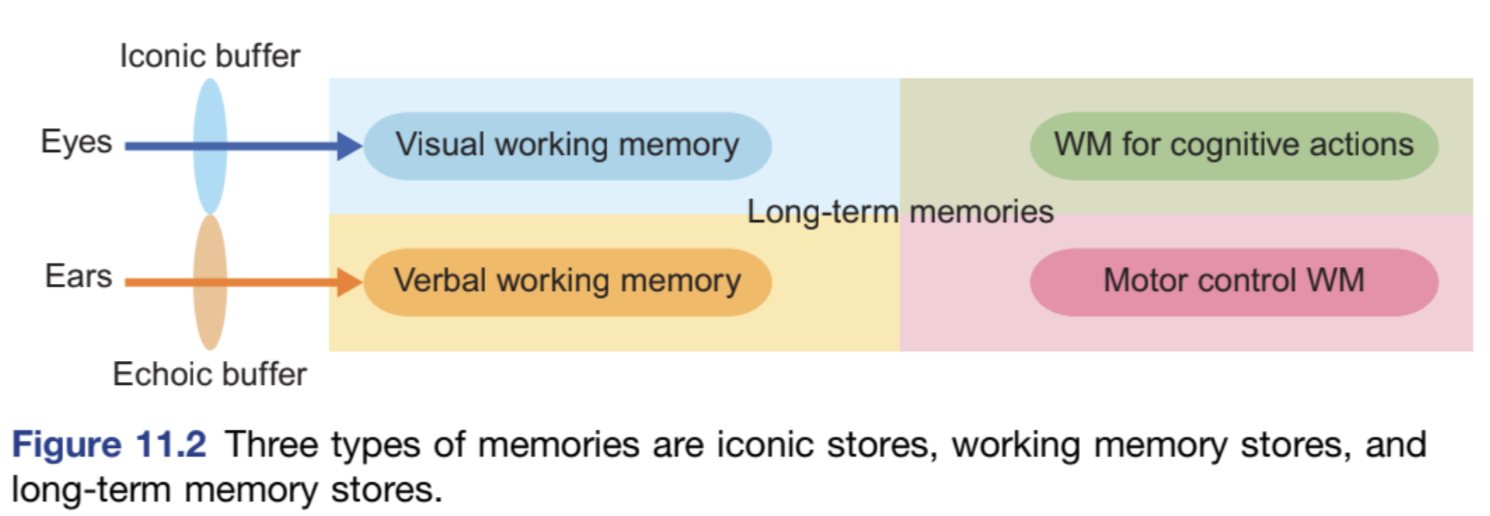 Iconic buffer
Eyes
Visual working memory
WM for cognitive actions
Long-term memories
Ears
Verbal working memory
Motor control WM
Echoic buffer
Figure 11.2 Three types of memories are iconic stores, working memory stores, and
long-term memory stores.